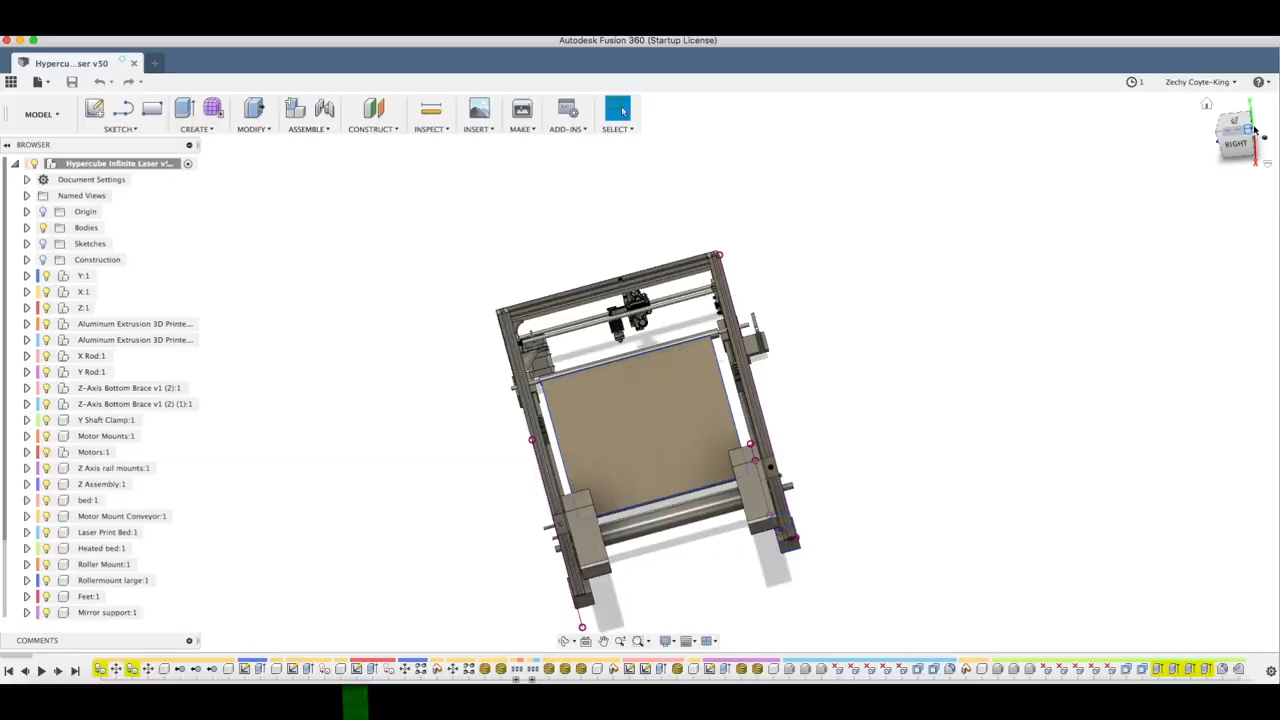 Autodesk Fusion 360 (Startup License)
Hypercu...ser v50
1
Zechy Coyte-King
MODEL
SKETCH
CREATE
MODIFY
ASSEMBLE
CONSTRUCT
INSPECT
INSERT
MAKE
ADD-INS
SELECT
RIGHT
BROWSER
Hypercube Infinite Laser v5...
Document Settings
Named Views
Origin
Bodies
Sketches
Construction
Y:1
X:1
Z:1
Aluminum Extrusion 3D Printe...
Aluminum Extrusion 3D Printe...
X Rod:1
Y Rod:1
Z-Axis Bottom Brace v1 (2):1
Z-Axis Bottom Brace v1 (2) (1):1
Y Shaft Clamp:1
Motor Mounts:1
Motors:1
Z Axis rail mounts:1
Z Assembly:1
bed:1
Motor Mount Conveyor:1
Laser Print Bed:1
Heated bed:1
Roller Mount:1
Rollermount large:1
Feet:1
Mirror support:1
COMMENTS